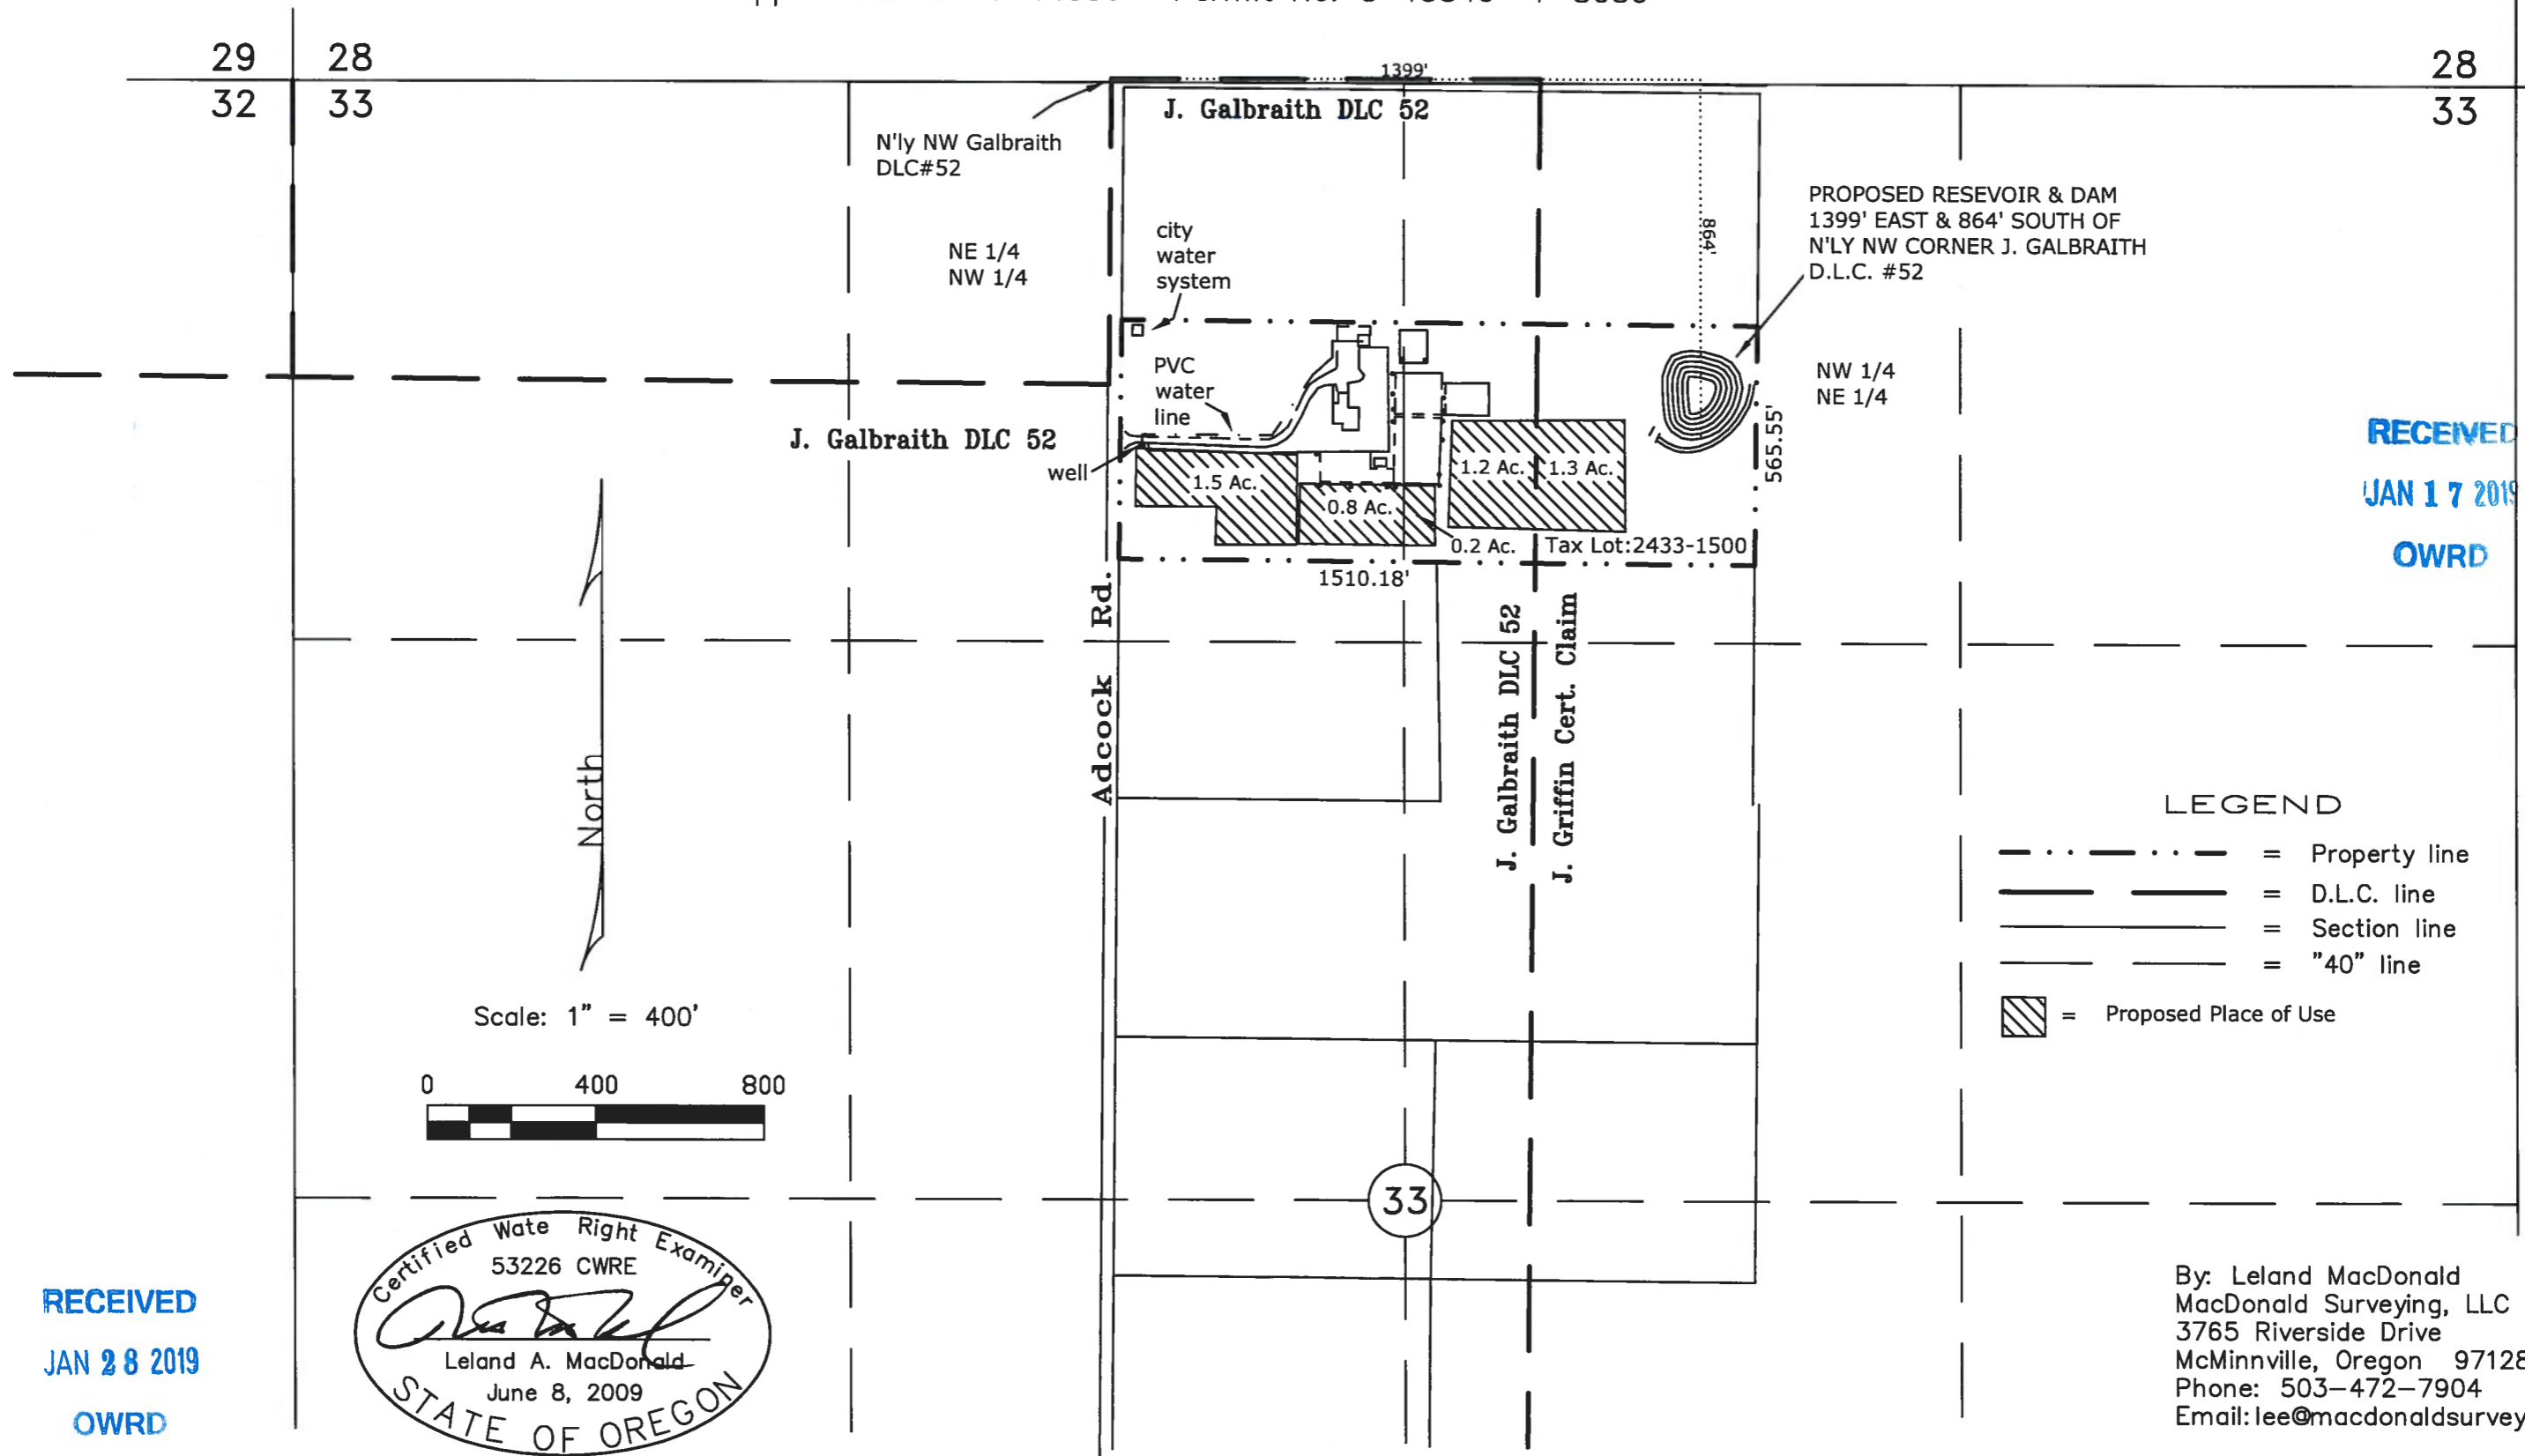 29 28
32 33
28
33
1399'
J. Galbraith DLC 52
N'ly NW Galbraith
DLC#52
NE 1/4
NW 1/4
city
water
system
864'
PROPOSED RESEVOIR & DAM
1399' EAST & 864' SOUTH OF
N'LY NW CORNER J. GALBRAITH
D.L.C. #52
PVC
water
line
NW 1/4
NE 1/4
J. Galbraith DLC 52
well
1.5 Ac.
0.8 Ac.
1.2 Ac.
1.3 Ac.
0.2 Ac.
Tax Lot:2433-1500
565.55'
1510.18'
RECEIVED
JAN 17 2019
OWRD
Adcock Rd.
J. Galbraith DLC 52
J. Griffin Cert. Claim
North
Scale: 1" = 400'
0 400 800
LEGEND
= Property line
= D.L.C. line
= Section line
= "40" line
= Proposed Place of Use
33
RECEIVED
JAN 28 2019
OWRD
Certified Wate Right Examiner
53226 CWRE
Leland A. MacDonald
June 8, 2009
STATE OF OREGON
By: Leland MacDonald
MacDonald Surveying, LLC
3765 Riverside Drive
McMinnville, Oregon 97128
Phone: 503-472-7904
Email: lee@macdonaldsurvey